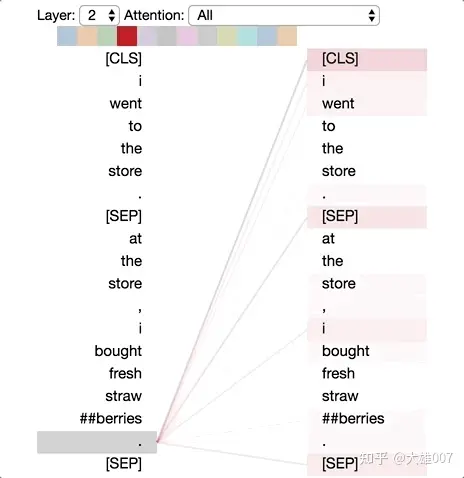 Layer: 2 Attention: All
[CLS] [CLS]
i i
went went
to to
the the
store store
. .
[SEP] [SEP]
at at
the the
store store
, ,
i i
bought bought
fresh fresh
straw straw
##berries ##berries
. .
[SEP] [SEP]
知乎 @大雄007